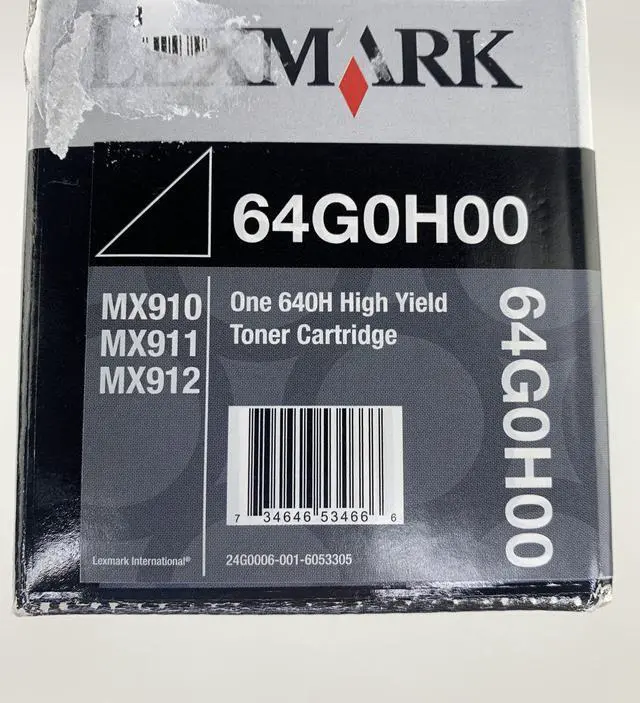 LEXMARK
64G0H00
MX910
MX911
MX912
One 640H High Yield
Toner Cartridge
64G0H00
7 34646 53466 6
Lexmark International®
24G0006-001-6053305